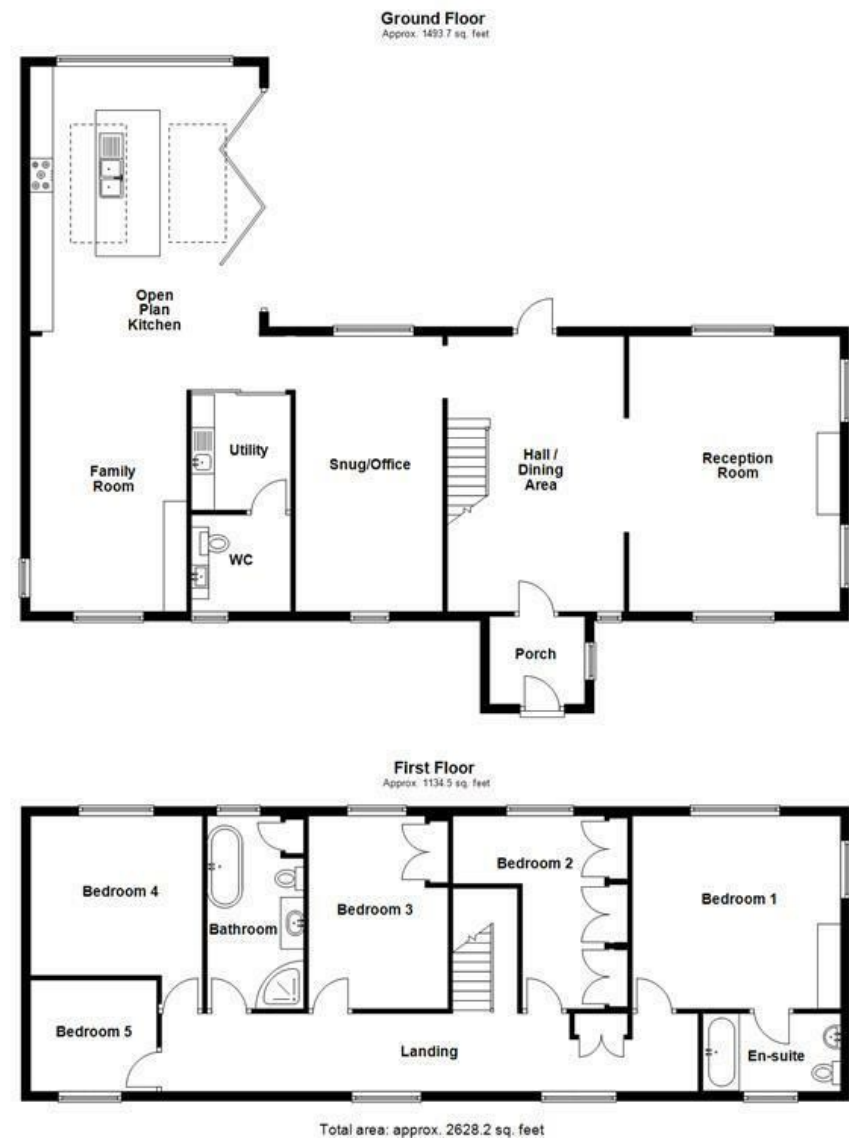 Ground Floor
Approx. 1493.7 sq. feet
Open
Plan
Kitchen
Family
Room
Utility
WC
Snug/Office
Hall /
Dining
Area
Reception
Room
Porch
First Floor
Approx. 1134.5 sq. feet
Bedroom 4
Bathroom
Bedroom 3
Bedroom 2
Bedroom 1
Bedroom 5
Landing
En-suite
Total area: approx. 2628.2 sq. feet